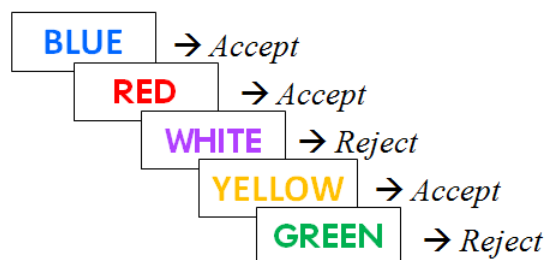 BLUE → Accept
RED → Accept
WHITE → Reject
YELLOW → Accept
GREEN → Reject